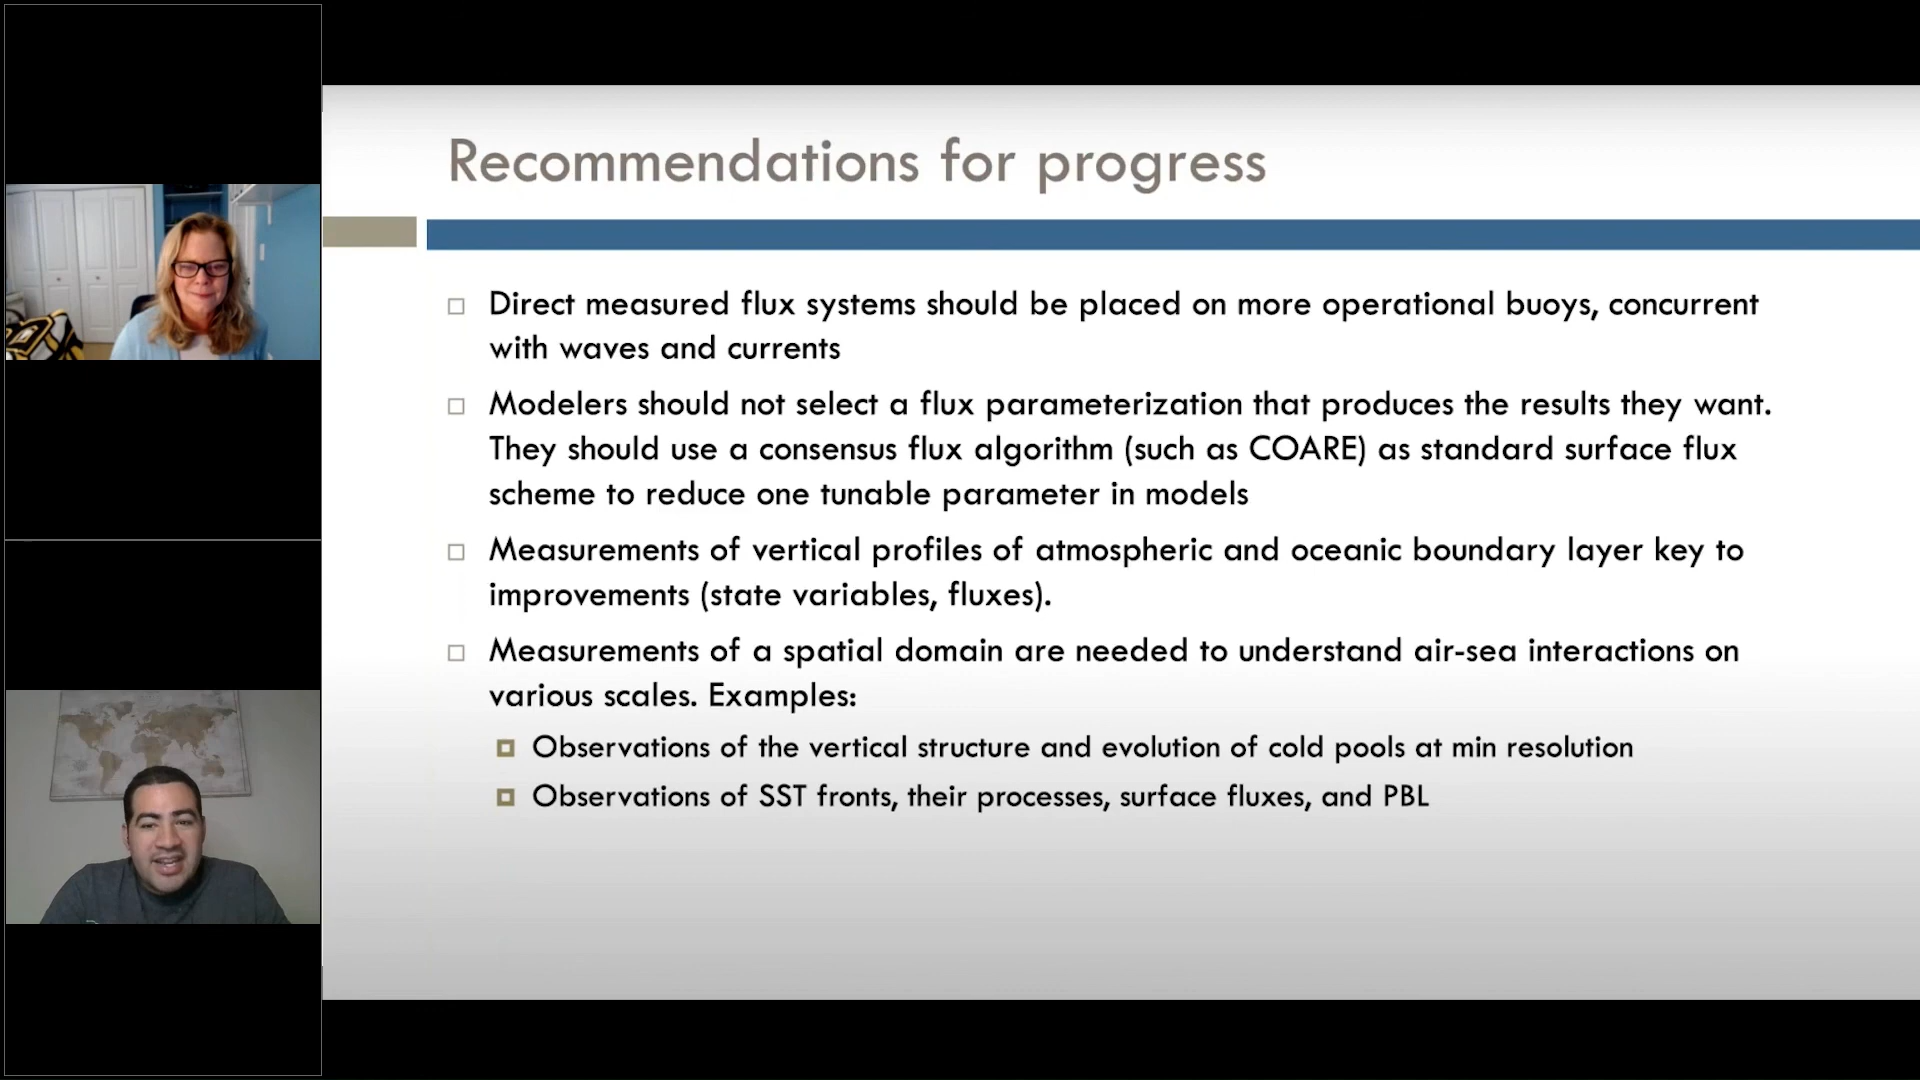 Recommendations for progress
Direct measured flux systems should be placed on more operational buoys, concurrent
with waves and currents
Modelers should not select a flux parameterization that produces the results they want.
They should use a consensus flux algorithm (such as COARE) as standard surface flux
scheme to reduce one tunable parameter in models
Measurements of vertical profiles of atmospheric and oceanic boundary layer key to
improvements (state variables, fluxes).
Measurements of a spatial domain are needed to understand air-sea interactions on
various scales. Examples:
Observations of the vertical structure and evolution of cold pools at min resolution
Observations of SST fronts, their processes, surface fluxes, and PBL